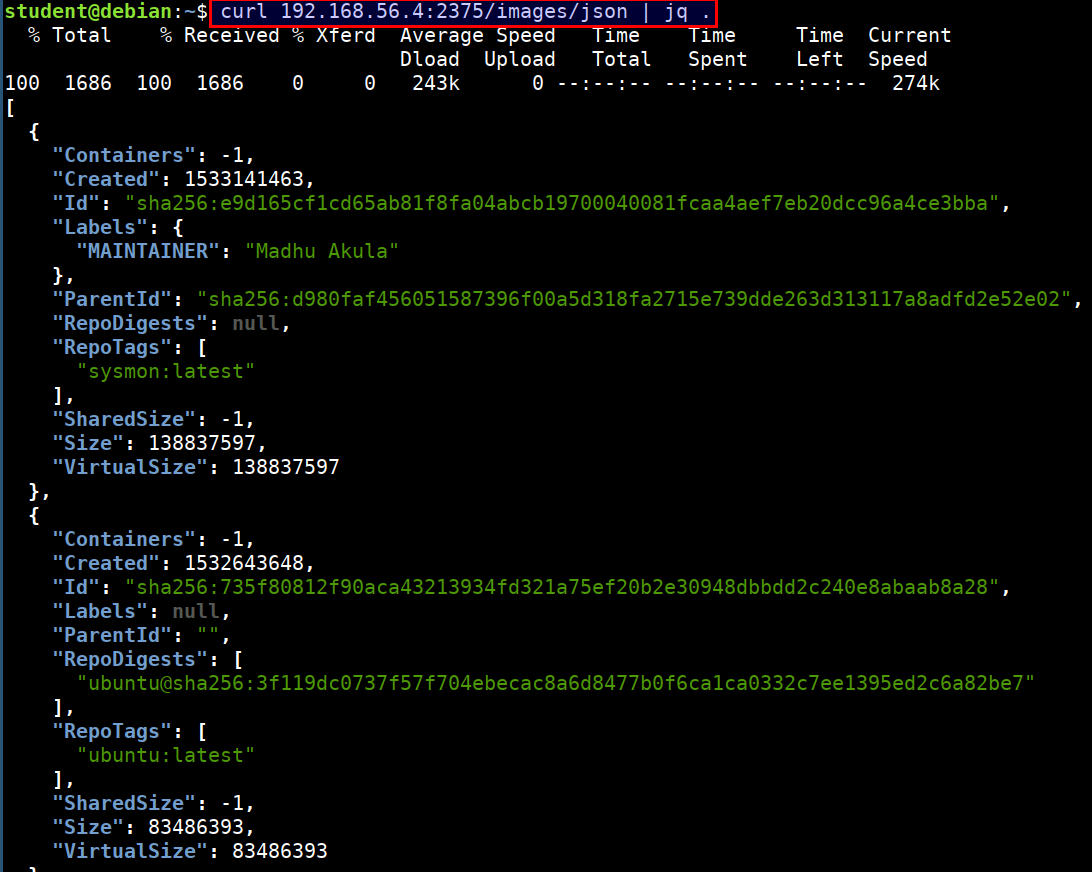 student@debian:~$ curl 192.168.56.4:2375/images/json | jq .
  % Total    % Received % Xferd  Average Speed   Time    Time     Time  Current
                                 Dload  Upload   Total   Spent    Left  Speed
100  1686  100  1686    0     0   243k      0 --:--:-- --:--:-- --:--:--  274k
[
  {
    "Containers": -1,
    "Created": 1533141463,
    "Id": "sha256:e9d165cf1cd65ab81f8fa04abcb19700040081fcaa4aef7eb20dcc96a4ce3bba",
    "Labels": {
      "MAINTAINER": "Madhu Akula"
    },
    "ParentId": "sha256:d980faf456051587396f00a5d318fa2715e739dde263d313117a8adfd2e52e02",
    "RepoDigests": null,
    "RepoTags": [
      "sysmon:latest"
    ],
    "SharedSize": -1,
    "Size": 138837597,
    "VirtualSize": 138837597
  },
  {
    "Containers": -1,
    "Created": 1532643648,
    "Id": "sha256:735f80812f90aca43213934fd321a75ef20b2e30948dbbdd2c240e8abaab8a28",
    "Labels": null,
    "ParentId": "",
    "RepoDigests": [
      "ubuntu@sha256:3f119dc0737f57f704ebecac8a6d8477b0f6ca1ca0332c7ee1395ed2c6a82be7"
    ],
    "RepoTags": [
      "ubuntu:latest"
    ],
    "SharedSize": -1,
    "Size": 83486393,
    "VirtualSize": 83486393